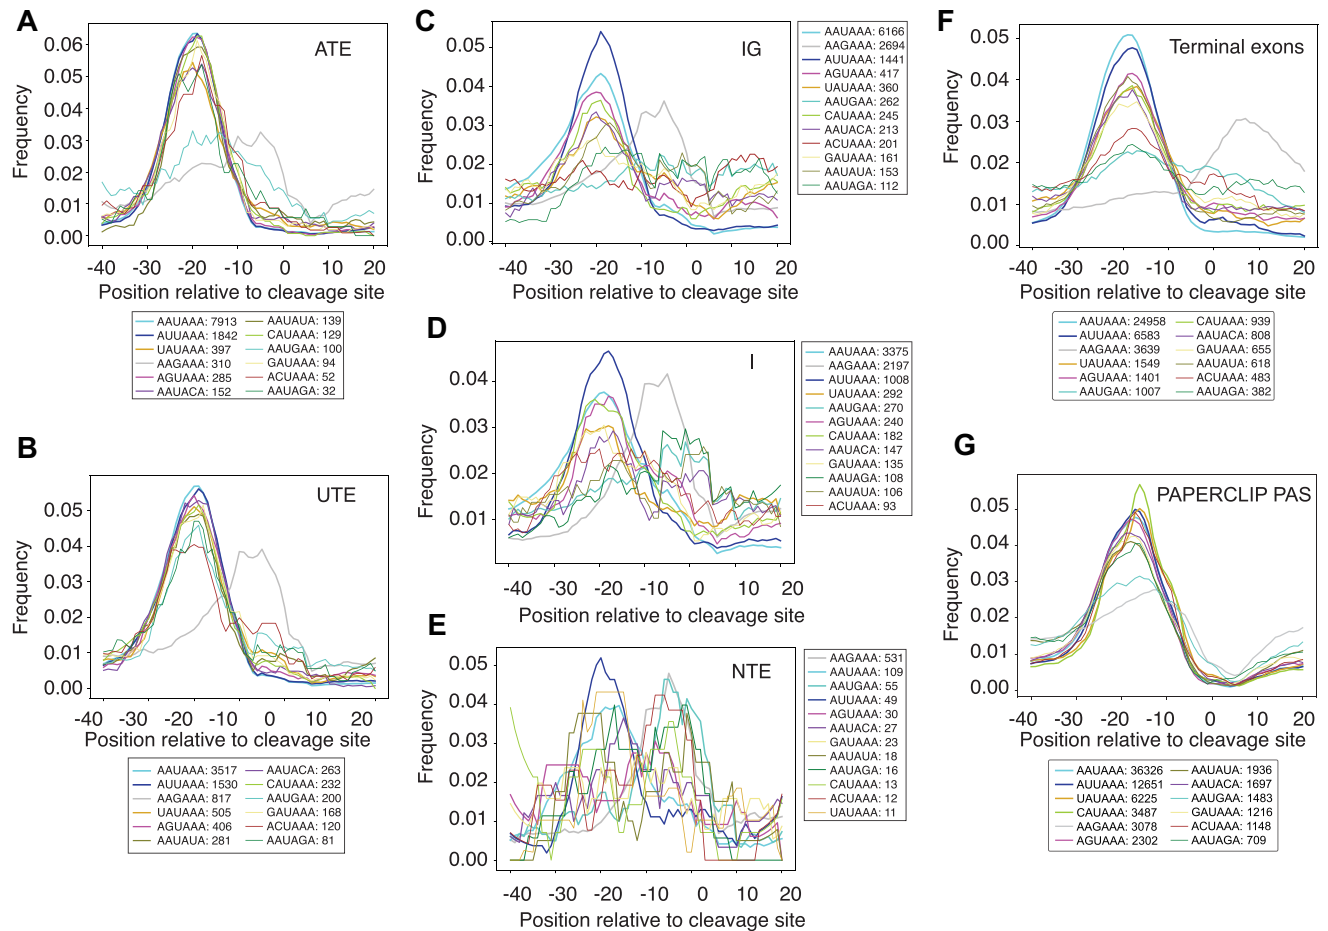 A
ATE
Frequency
0.06
0.05
0.04
0.03
0.02
0.01
0.00
-40 -30 -20 -10 0 10 20
Position relative to cleavage site
AAUAAA: 7913
AUUAAA: 1842
UAUAAA: 397
AAGAAA: 310
AGUAAA: 285
AAUACA: 152
AAUAUA: 139
CAUAAA: 129
AAUGAA: 100
GAUAAA: 94
ACUAAA: 52
AAUAGA: 32
B
UTE
Frequency
0.05
0.04
0.03
0.02
0.01
0.00
-40 -30 -20 -10 0 10 20
Position relative to cleavage site
AAUAAA: 3517
AUUAAA: 1530
AAGAAA: 817
UAUAAA: 505
AGUAAA: 406
AAUAUA: 281
AAUACA: 263
CAUAAA: 232
AAUGAA: 200
GAUAAA: 168
ACUAAA: 120
AAUAGA: 81
C
IG
Frequency
0.05
0.04
0.03
0.02
0.01
0.00
-40 -30 -20 -10 0 10 20
Position relative to cleavage site
AAUAAA: 6166
AAGAAA: 2694
AUUAAA: 1441
AGUAAA: 417
UAUAAA: 360
AAUGAA: 262
CAUAAA: 245
AAUACA: 213
ACUAAA: 201
GAUAAA: 161
AAUAUA: 153
AAUAGA: 112
D
I
Frequency
0.04
0.03
0.02
0.01
-40 -30 -20 -10 0 10 20
Position relative to cleavage site
AAUAAA: 3375
AAGAAA: 2197
AUUAAA: 1008
UAUAAA: 292
AAUGAA: 270
AGUAAA: 240
CAUAAA: 182
AAUACA: 147
GAUAAA: 135
AAUAGA: 108
AAUAUA: 106
ACUAAA: 93
E
NTE
Frequency
0.05
0.04
0.03
0.02
0.01
0.00
-40 -30 -20 -10 0 10 20
Position relative to cleavage site
AAGAAA: 531
AAUAAA: 109
AAUGAA: 55
AUUAAA: 49
AGUAAA: 30
AAUACA: 27
GAUAAA: 23
AAUAUA: 18
AAUAGA: 16
CAUAAA: 13
ACUAAA: 12
UAUAAA: 11
F
Terminal exons
Frequency
0.05
0.04
0.03
0.02
0.01
0.00
-40 -30 -20 -10 0 10 20
Position relative to cleavage site
AAUAAA: 24958
AUUAAA: 6583
AAGAAA: 3639
UAUAAA: 1549
AGUAAA: 1401
AAUGAA: 1007
CAUAAA: 939
AAUACA: 808
GAUAAA: 655
AAUAUA: 618
ACUAAA: 483
AAUAGA: 382
G
PAPERCLIP PAS
Frequency
0.05
0.04
0.03
0.02
0.01
0.00
-40 -30 -20 -10 0 10 20
Position relative to cleavage site
AAUAAA: 36326
AUUAAA: 12651
UAUAAA: 6225
CAUAAA: 3487
AAGAAA: 3078
AGUAAA: 2302
AAUAUA: 1936
AAUACA: 1697
AAUGAA: 1483
GAUAAA: 1216
ACUAAA: 1148
AAUAGA: 709